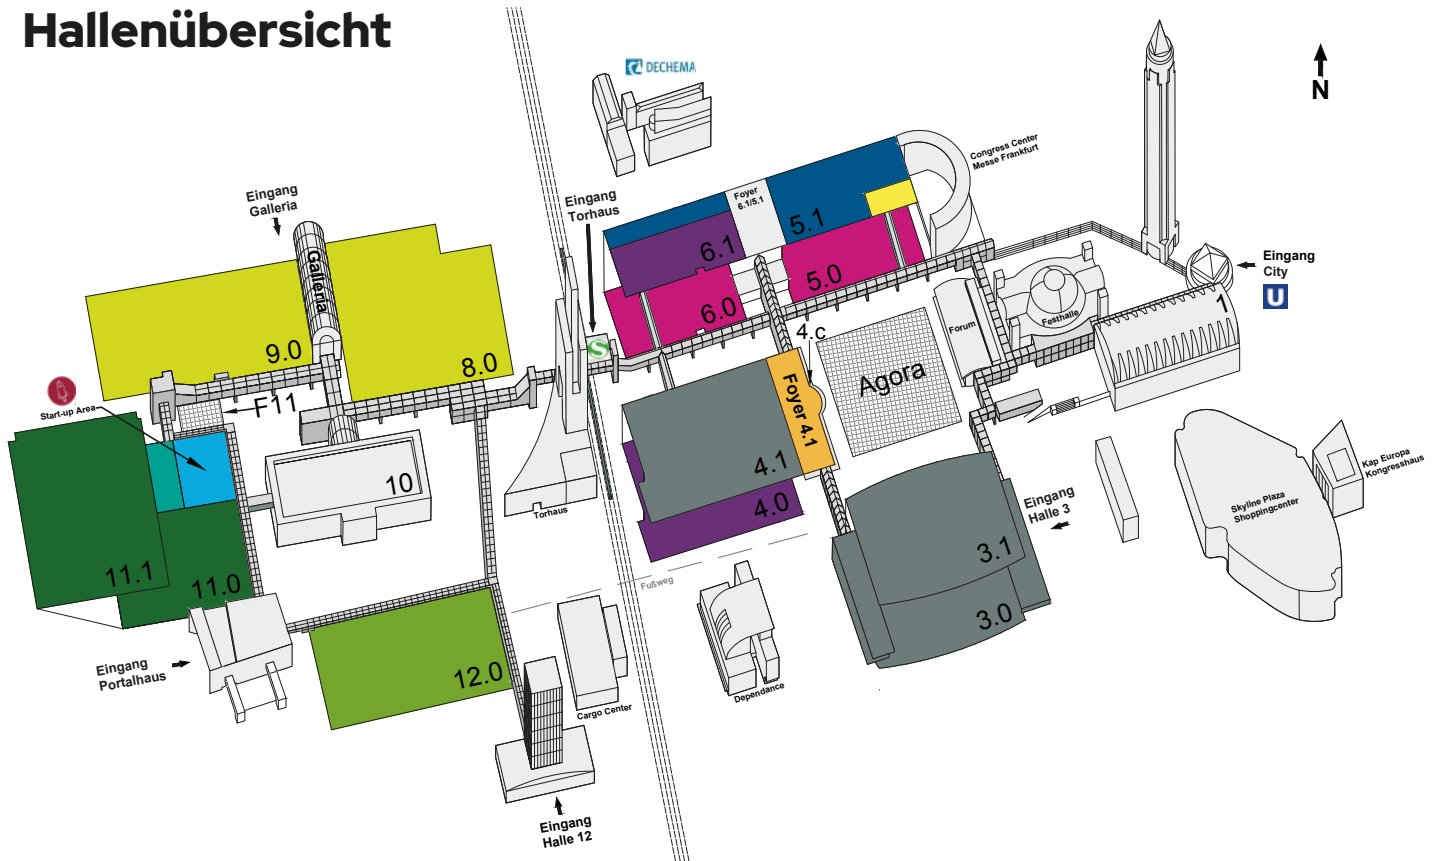 Hallenübersicht
DECHEMA
N
Congress Center
Messe Frankfurt
Eingang
Galleria
Eingang
Torhaus
Foyer
6.1/5.1
5.1
6.1
5.0
6.0
Galleria
9.0
8.0
Eingang
City
U
1
Festhalle
Forum
S
4.c
Agora
Foyer 4.1
Start-up Area
F11
10
4.1
4.0
Torhaus
Eingang
Halle 3
Kap Europa
Kongresshaus
Skyline Plaza
Shoppingcenter
3.1
3.0
11.1
11.0
Fußweg
Eingang
Portalhaus
12.0
Cargo Center
Dependance
Eingang
Halle 12